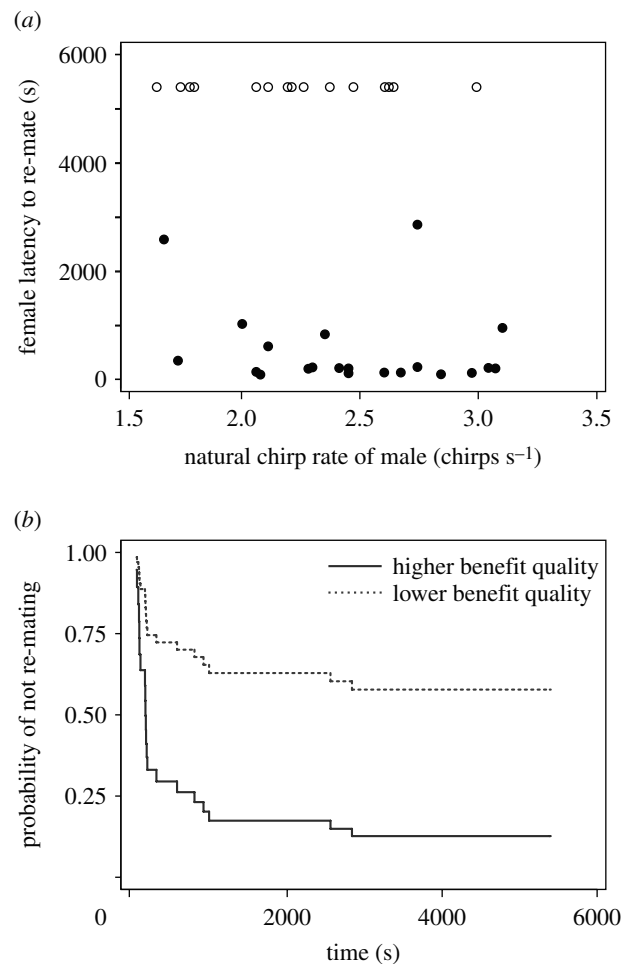 (a)
6000
4000
2000
0
female latency to re-mate (s)
1.5 2.0 2.5 3.0 3.5
natural chirp rate of male (chirps s–1)
(b)
1.00
0.75
0.50
0.25
probability of not re-mating
higher benefit quality
lower benefit quality
0 2000 4000 6000
time (s)